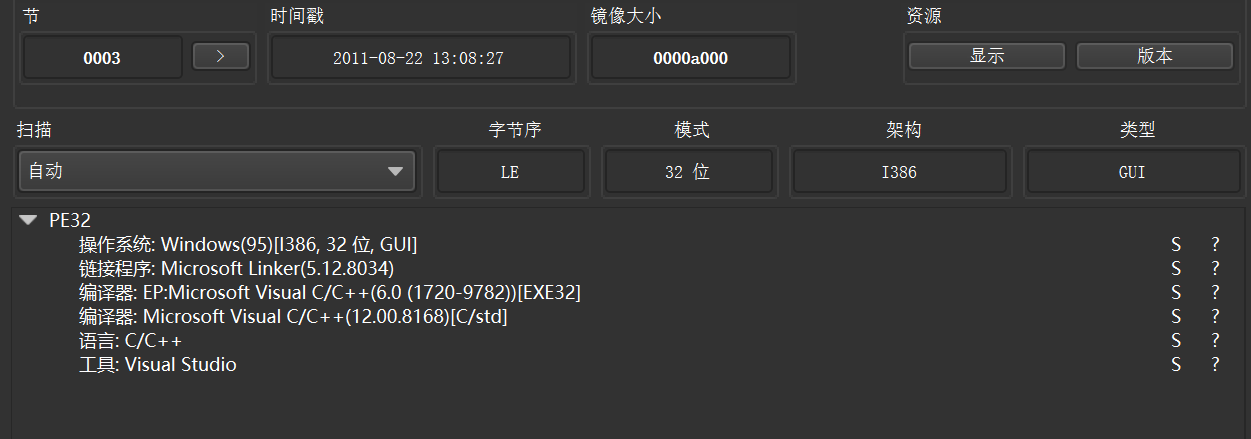 节 时间戳 镜像大小 资源
0003 > 2011-08-22 13:08:27 0000a000 显示 版本
扫描 字节序 模式 架构 类型
自动 LE 32 位 I386 GUI
PE32
操作系统: Windows(95)[I386, 32 位, GUI] S ?
链接程序: Microsoft Linker(5.12.8034) S ?
编译器: EP:Microsoft Visual C/C++(6.0 (1720-9782))[EXE32] S ?
编译器: Microsoft Visual C/C++(12.00.8168)[C/std] S ?
语言: C/C++ S ?
工具: Visual Studio S ?